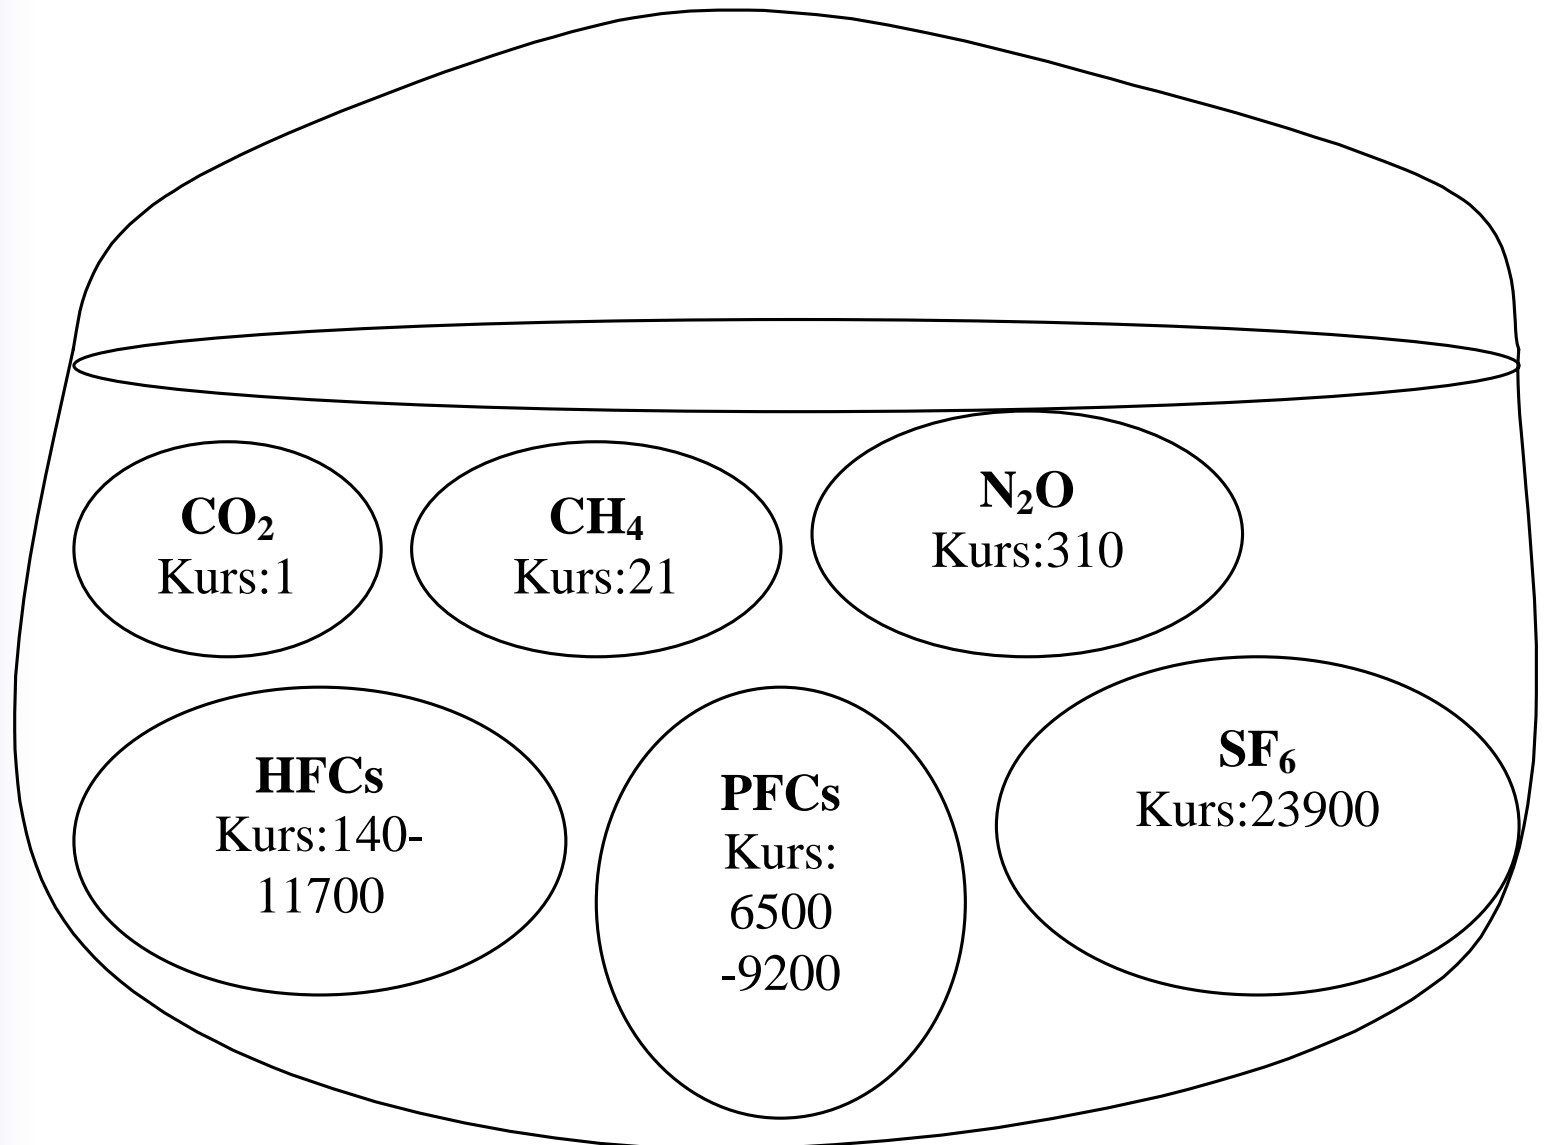 CO₂
Kurs:1
CH₄
Kurs:21
N₂O
Kurs:310
HFCs
Kurs:140-
11700
PFCs
Kurs:
6500
-9200
SF₆
Kurs:23900